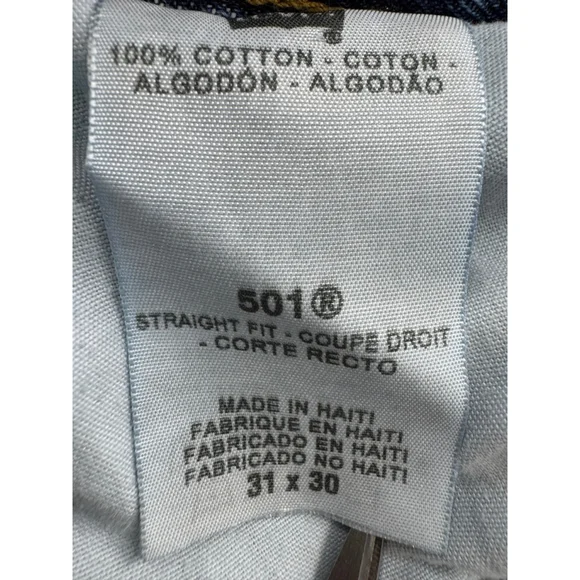 100% COTTON - COTON -
ALGODÓN - ALGODÃO
501®
STRAIGHT FIT - COUPE DROIT
- CORTE RECTO
MADE IN HAITI
FABRIQUE EN HAITI
FABRICADO EN HAITI
FABRICADO NO HAITI
31 x 30